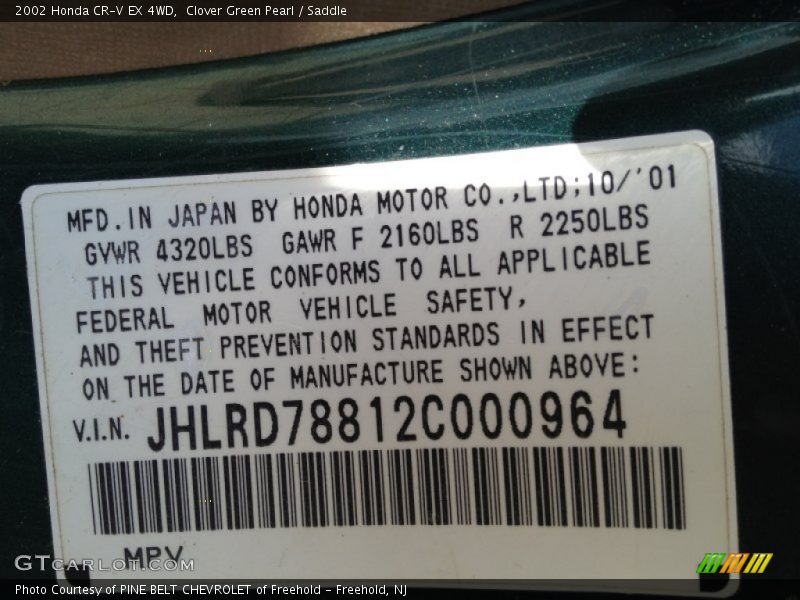 2002 Honda CR-V EX 4WD,  Clover Green Pearl / Saddle
MFD.IN JAPAN BY HONDA MOTOR CO.,LTD;10/'01
GVWR 4320LBS GAWR F 2160LBS R 2250LBS
THIS VEHICLE CONFORMS TO ALL APPLICABLE
FEDERAL MOTOR VEHICLE SAFETY,
AND THEFT PREVENTION STANDARDS IN EFFECT
ON THE DATE OF MANUFACTURE SHOWN ABOVE:
V.I.N. JHLRD78812C000964
MPV
GTcarlot.com
Photo Courtesy of PINE BELT CHEVROLET of Freehold - Freehold, NJ